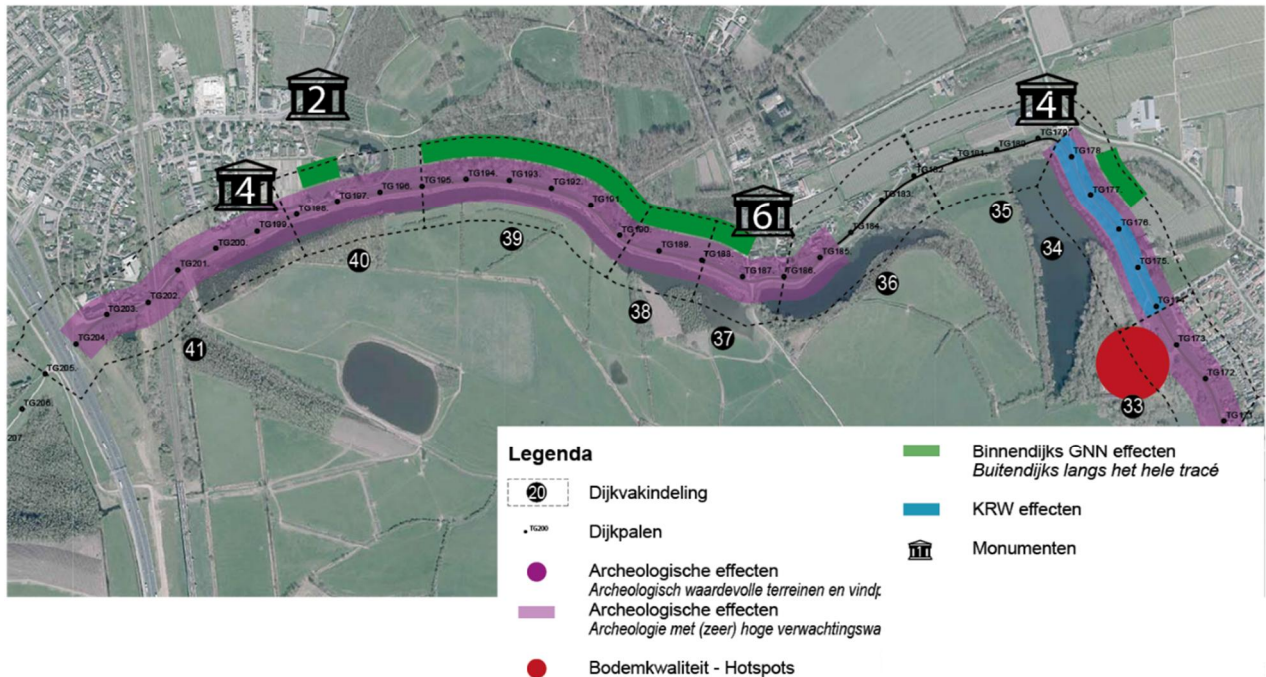 2
4
TG179.
TG178
TG180.
TG181.
TG182.
TG195.
TG194.
TG193.
TG192.
TG183.
TG177.
4
TG196.
TG197.
TG198.
TG191.
6
TG184.
35
TG176.
TG199.
TG200.
39
TG190.
TG189.
TG188.
TG185.
34
40
TG187.
TG186.
TG175.
TG201.
36
TG202.
TG203.
38
TG174.
TG204.
41
37
TG173.
TG205.
TG172.
TG206.
33
TG171
207.
Legenda
20 Dijkvakindeling
TG200 Dijkpalen
Archeologische effecten
Archeologisch waardevolle terreinen en vindp
Archeologische effecten
Archeologie met (zeer) hoge verwachtingswa
Bodemkwaliteit - Hotspots
Binnendijks GNN effecten
Buitendijks langs het hele tracé
KRW effecten
1 Monumenten